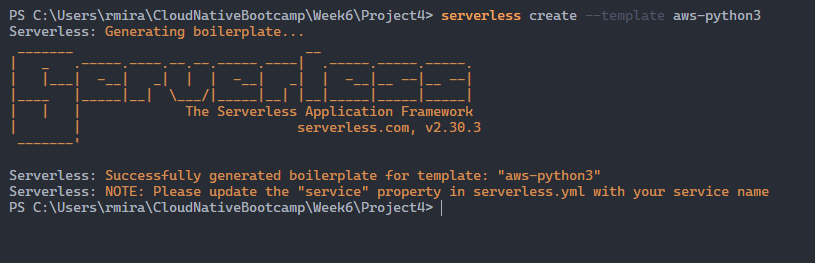 PS C:\Users\rmira\CloudNativeBootcamp\Week6\Project4> serverless create --template aws-python3
Serverless: Generating boilerplate...
Serverless
The Serverless Application Framework
serverless.com, v2.30.3
Serverless: Successfully generated boilerplate for template: "aws-python3"
Serverless: NOTE: Please update the "service" property in serverless.yml with your service name
PS C:\Users\rmira\CloudNativeBootcamp\Week6\Project4>